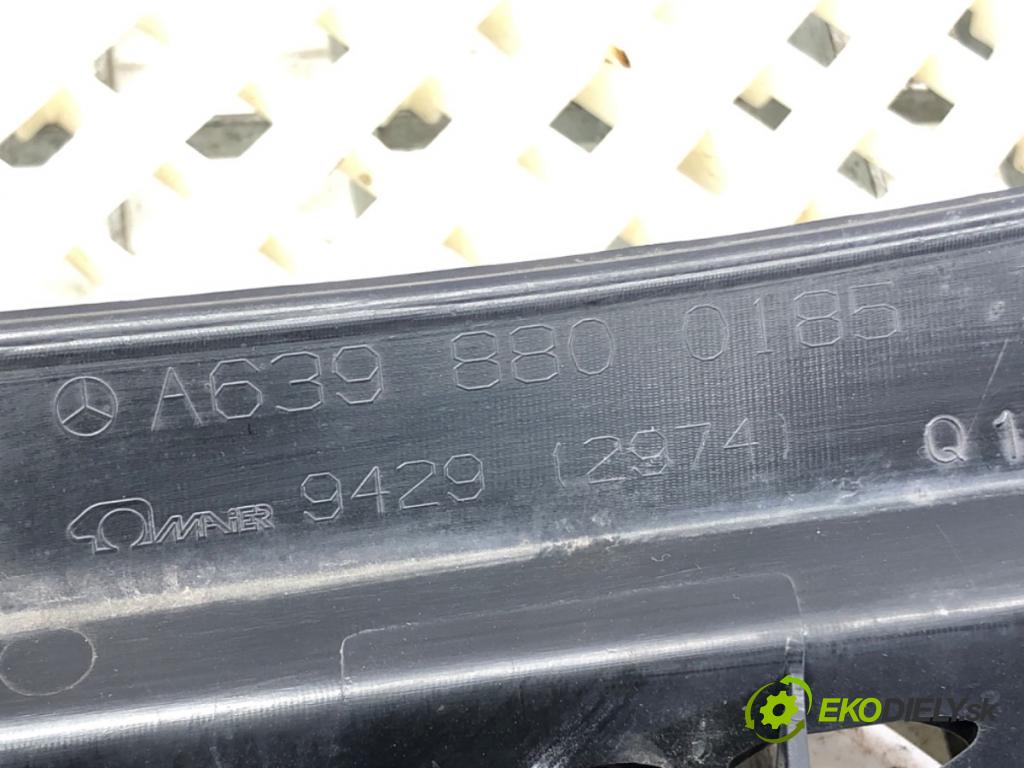 A639 880 0185
MAIER 9429 (2974) Q1
EKODIELY.sk